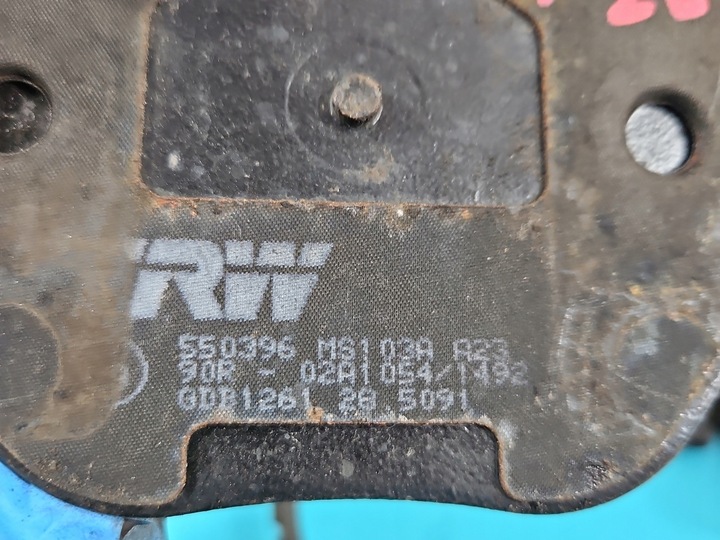 TRW
550396 MS103A A23
90R - 02A1054/1492
GDB1261 28 5091